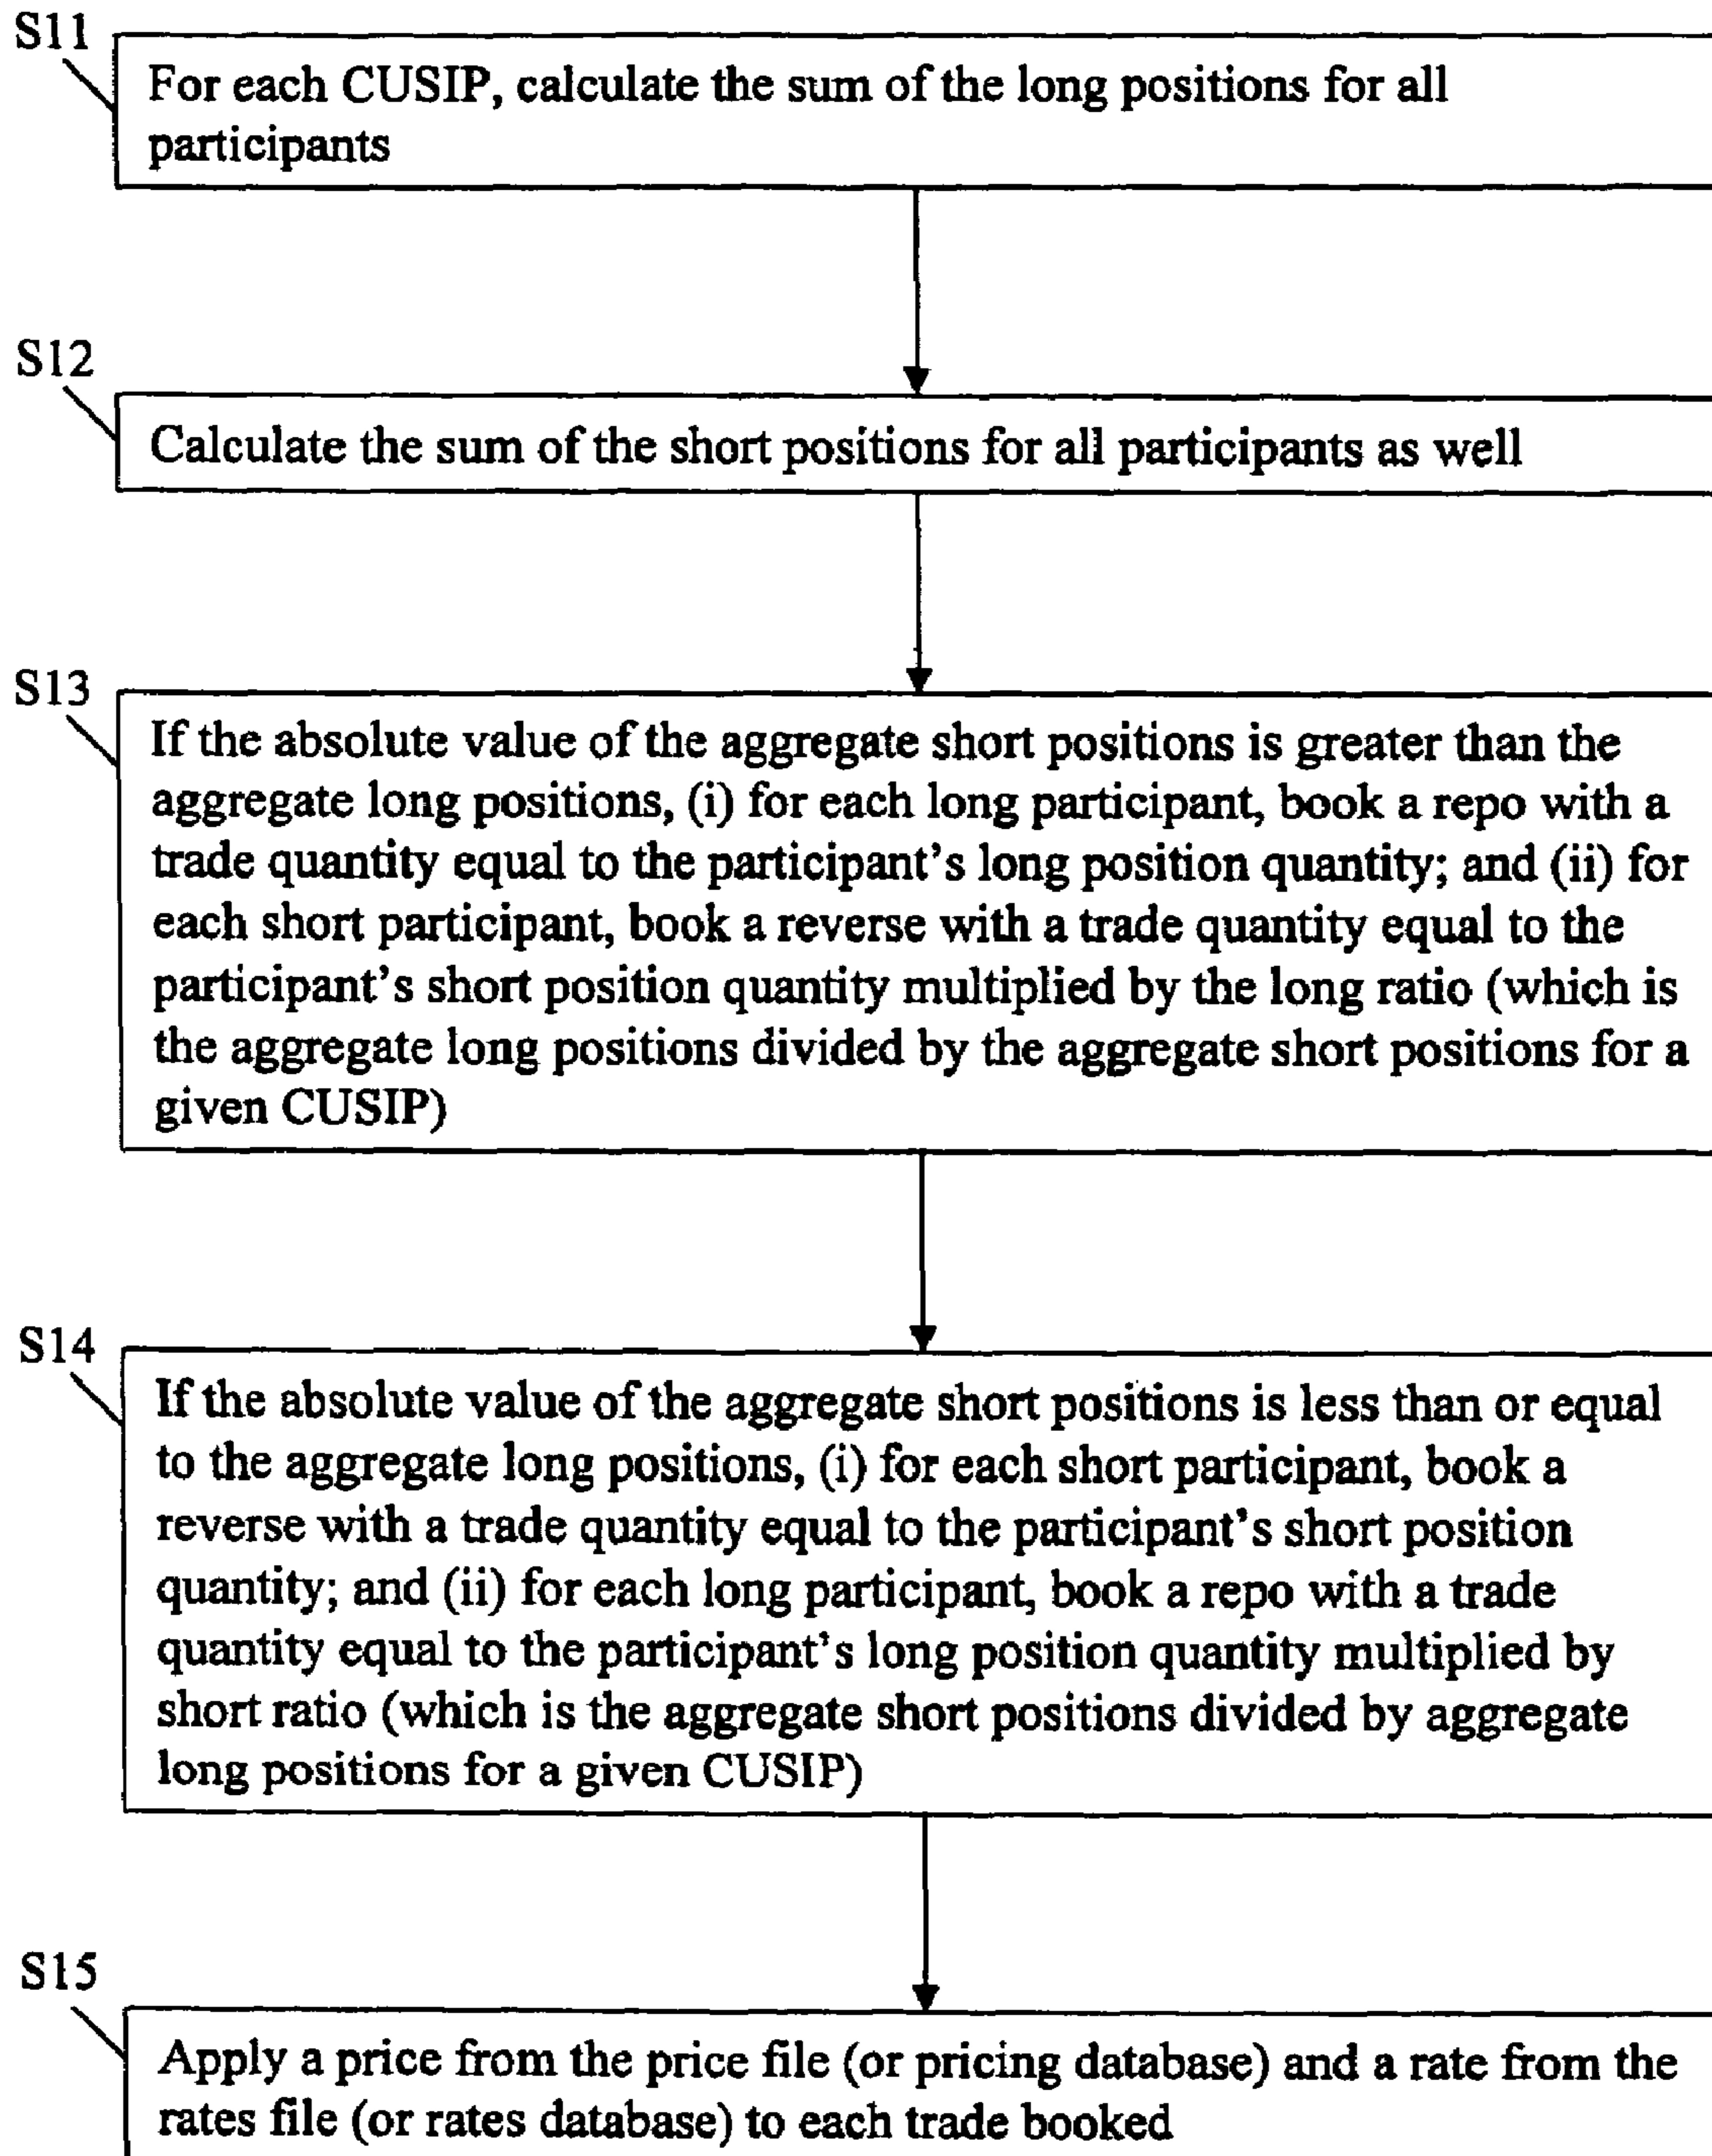 S11
For each CUSIP, calculate the sum of the long positions for all
participants
S12
Calculate the sum of the short positions for all participants as well
S13
If the absolute value of the aggregate short positions is greater than the
aggregate long positions, (i) for each long participant, book a repo with a
trade quantity equal to the participant's long position quantity; and (ii) for
each short participant, book a reverse with a trade quantity equal to the
participant's short position quantity multiplied by the long ratio (which is
the aggregate long positions divided by the aggregate short positions for a
given CUSIP)
S14
If the absolute value of the aggregate short positions is less than or equal
to the aggregate long positions, (i) for each short participant, book a
reverse with a trade quantity equal to the participant's short position
quantity; and (ii) for each long participant, book a repo with a trade
quantity equal to the participant's long position quantity multiplied by
short ratio (which is the aggregate short positions divided by aggregate
long positions for a given CUSIP)
S15
Apply a price from the price file (or pricing database) and a rate from the
rates file (or rates database) to each trade booked